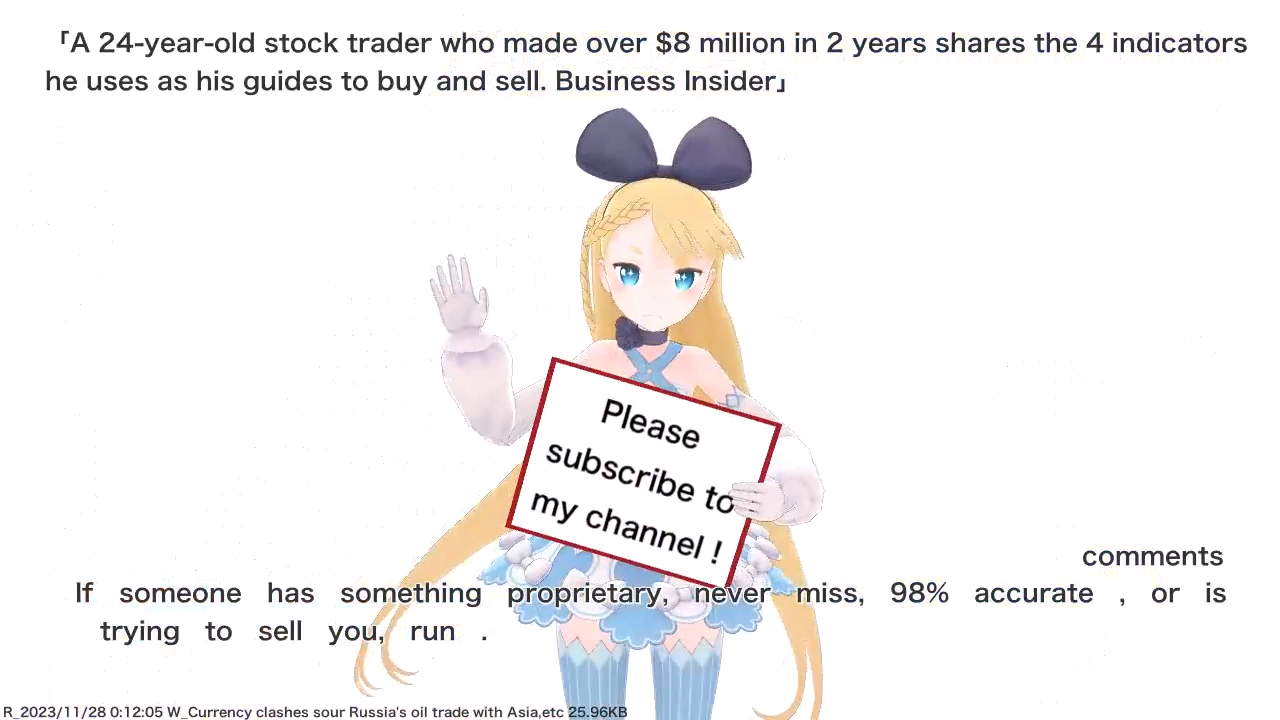 「A 24-year-old stock trader who made over $8 million in 2 years shares the 4 indicators
he uses as his guides to buy and sell. Business Insider」
Please
subscribe to
my channel !
comments
If someone has something proprietary, never miss, 98% accurate , or is
trying to sell you, run .
R_2023/11/28 0:12:05 W_Currency clashes sour Russia's oil trade with Asia,etc 25.96KB